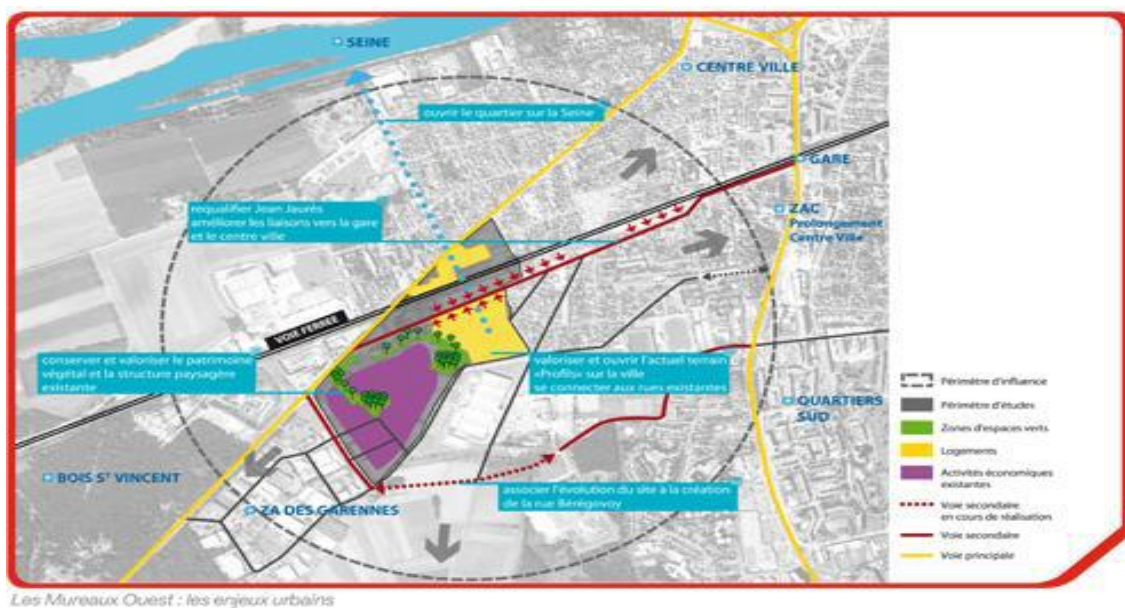 SEINE
CENTRE VILLE
ouvrir le quartier sur la Seine
GARE
requalifier Jean Jaurès
améliorer les liaisons vers la gare
et le centre ville
ZAC
Prolongement
Centre Ville
VOIE FERREE
conserver et valoriser le patrimoine
végétal et la structure paysagère
existante
valoriser et ouvrir l'actuel terrain
«Profils» sur la ville
se connecter aux rues existantes
QUARTIERS
SUD
BOIS ST VINCENT
ZA DES GARENNES
associer l'évolution du site à la création
de la rue Bérégovoy
Périmètre d'influence
Périmètre d'études
Zones d'espaces verts
Logements
Activités économiques
existantes
Voie secondaire
en cours de réalisation
Voie secondaire
Voie principale
Les Mureaux Ouest : les enjeux urbains